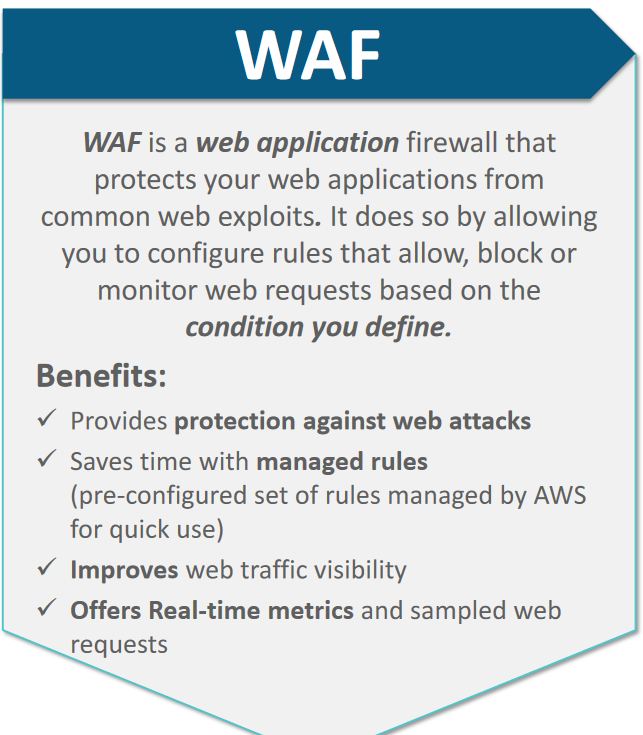 WAF
WAF is a web application firewall that
protects your web applications from
common web exploits. It does so by allowing
you to configure rules that allow, block or
monitor web requests based on the
condition you define.
Benefits:
✓ Provides protection against web attacks
✓ Saves time with managed rules
(pre-configured set of rules managed by AWS
for quick use)
✓ Improves web traffic visibility
✓ Offers Real-time metrics and sampled web
requests